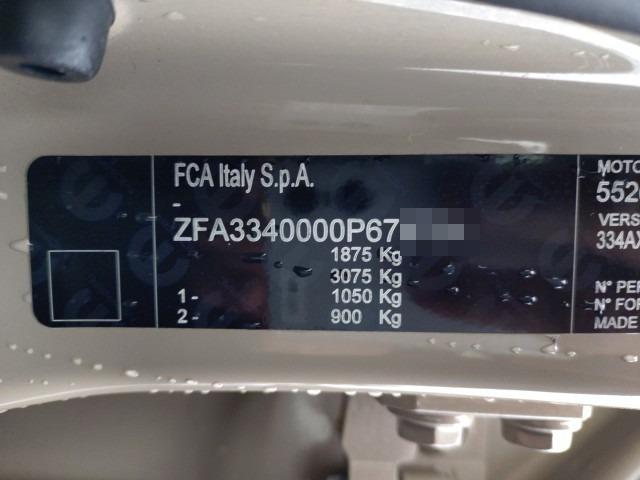 FCA Italy S.p.A.
-
ZFA3340000P67
1875 Kg
3075 Kg
1 - 1050 Kg
2 - 900 Kg
MOTO
552
VERS
334AX
N° PER
N° FOR
MADE